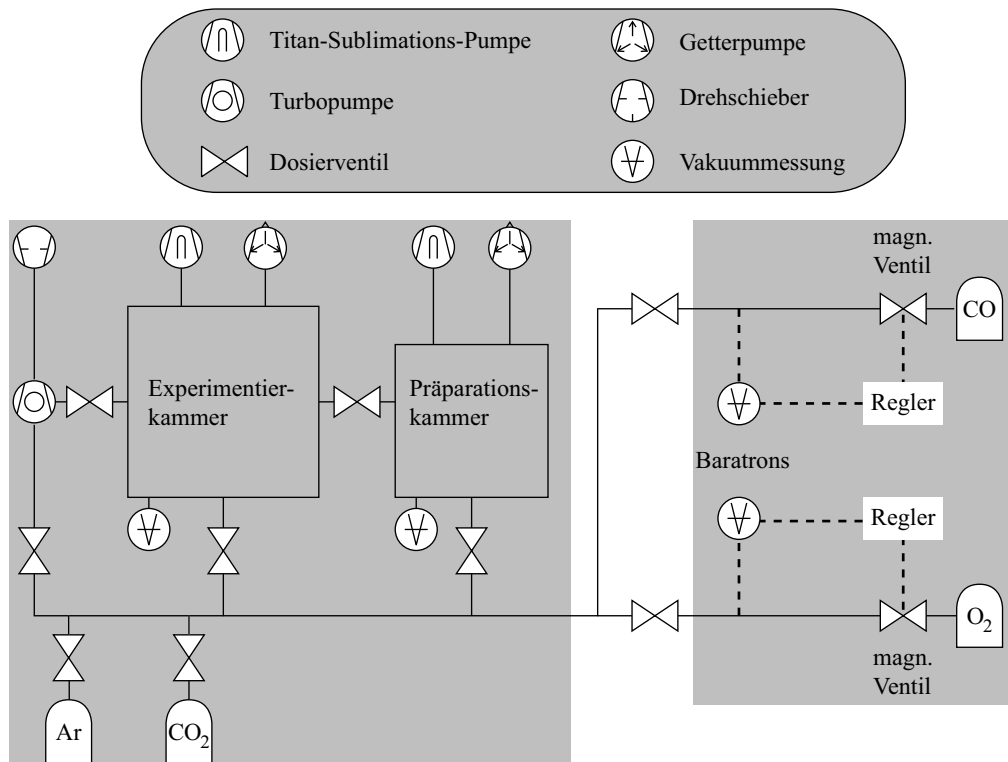 Titan-Sublimations-Pumpe
Getterpumpe
Turbopumpe
Drehschieber
Dosierventil
Vakuummessung
magn.
Ventil
CO
Experimentier-
kammer
Präparations-
kammer
Regler
Baratrons
Regler
O2
magn.
Ventil
Ar
CO2